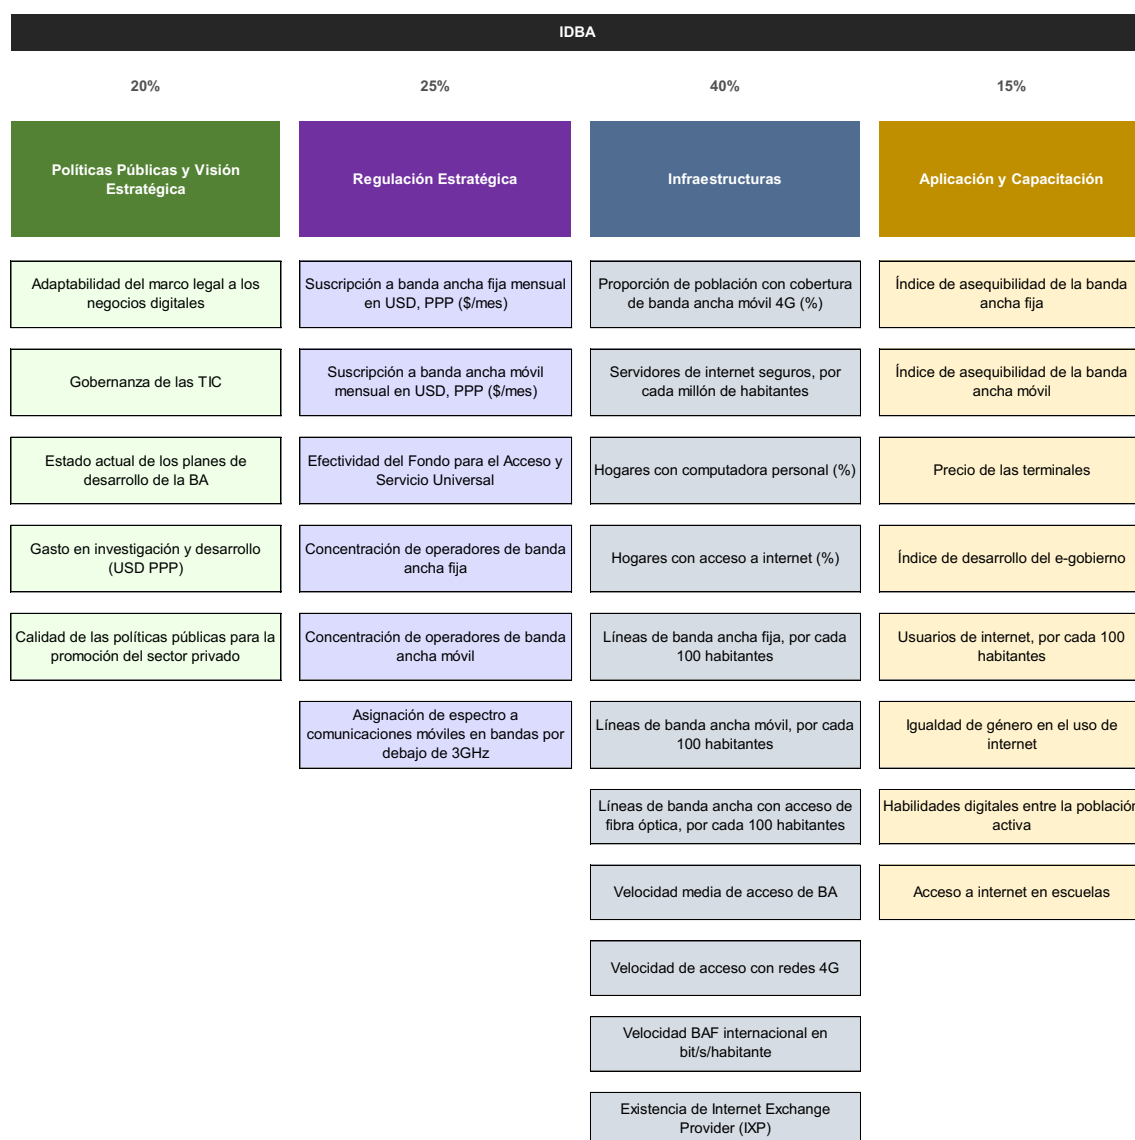 IDBA
20%
25%
40%
15%
Políticas Públicas y Visión
Estratégica
Regulación Estratégica
Infraestructuras
Aplicación y Capacitación
Adaptabilidad del marco legal a los
negocios digitales
Gobernanza de las TIC
Estado actual de los planes de
desarrollo de la BA
Gasto en investigación y desarrollo
(USD PPP)
Calidad de las políticas públicas para la
promoción del sector privado
Suscripción a banda ancha fija mensual
en USD, PPP ($/mes)
Suscripción a banda ancha móvil
mensual en USD, PPP ($/mes)
Efectividad del Fondo para el Acceso y
Servicio Universal
Concentración de operadores de banda
ancha fija
Concentración de operadores de banda
ancha móvil
Asignación de espectro a
comunicaciones móviles en bandas por
debajo de 3GHz
Proporción de población con cobertura
de banda ancha móvil 4G (%)
Servidores de internet seguros, por
cada millón de habitantes
Hogares con computadora personal (%)
Hogares con acceso a internet (%)
Líneas de banda ancha fija, por cada
100 habitantes
Líneas de banda ancha móvil, por cada
100 habitantes
Líneas de banda ancha con acceso de
fibra óptica, por cada 100 habitantes
Velocidad media de acceso de BA
Velocidad de acceso con redes 4G
Velocidad BAF internacional en
bit/s/habitante
Existencia de Internet Exchange
Provider (IXP)
Índice de asequibilidad de la banda
ancha fija
Índice de asequibilidad de la banda
ancha móvil
Precio de las terminales
Índice de desarrollo del e-gobierno
Usuarios de internet, por cada 100
habitantes
Igualdad de género en el uso de
internet
Habilidades digitales entre la población
activa
Acceso a internet en escuelas